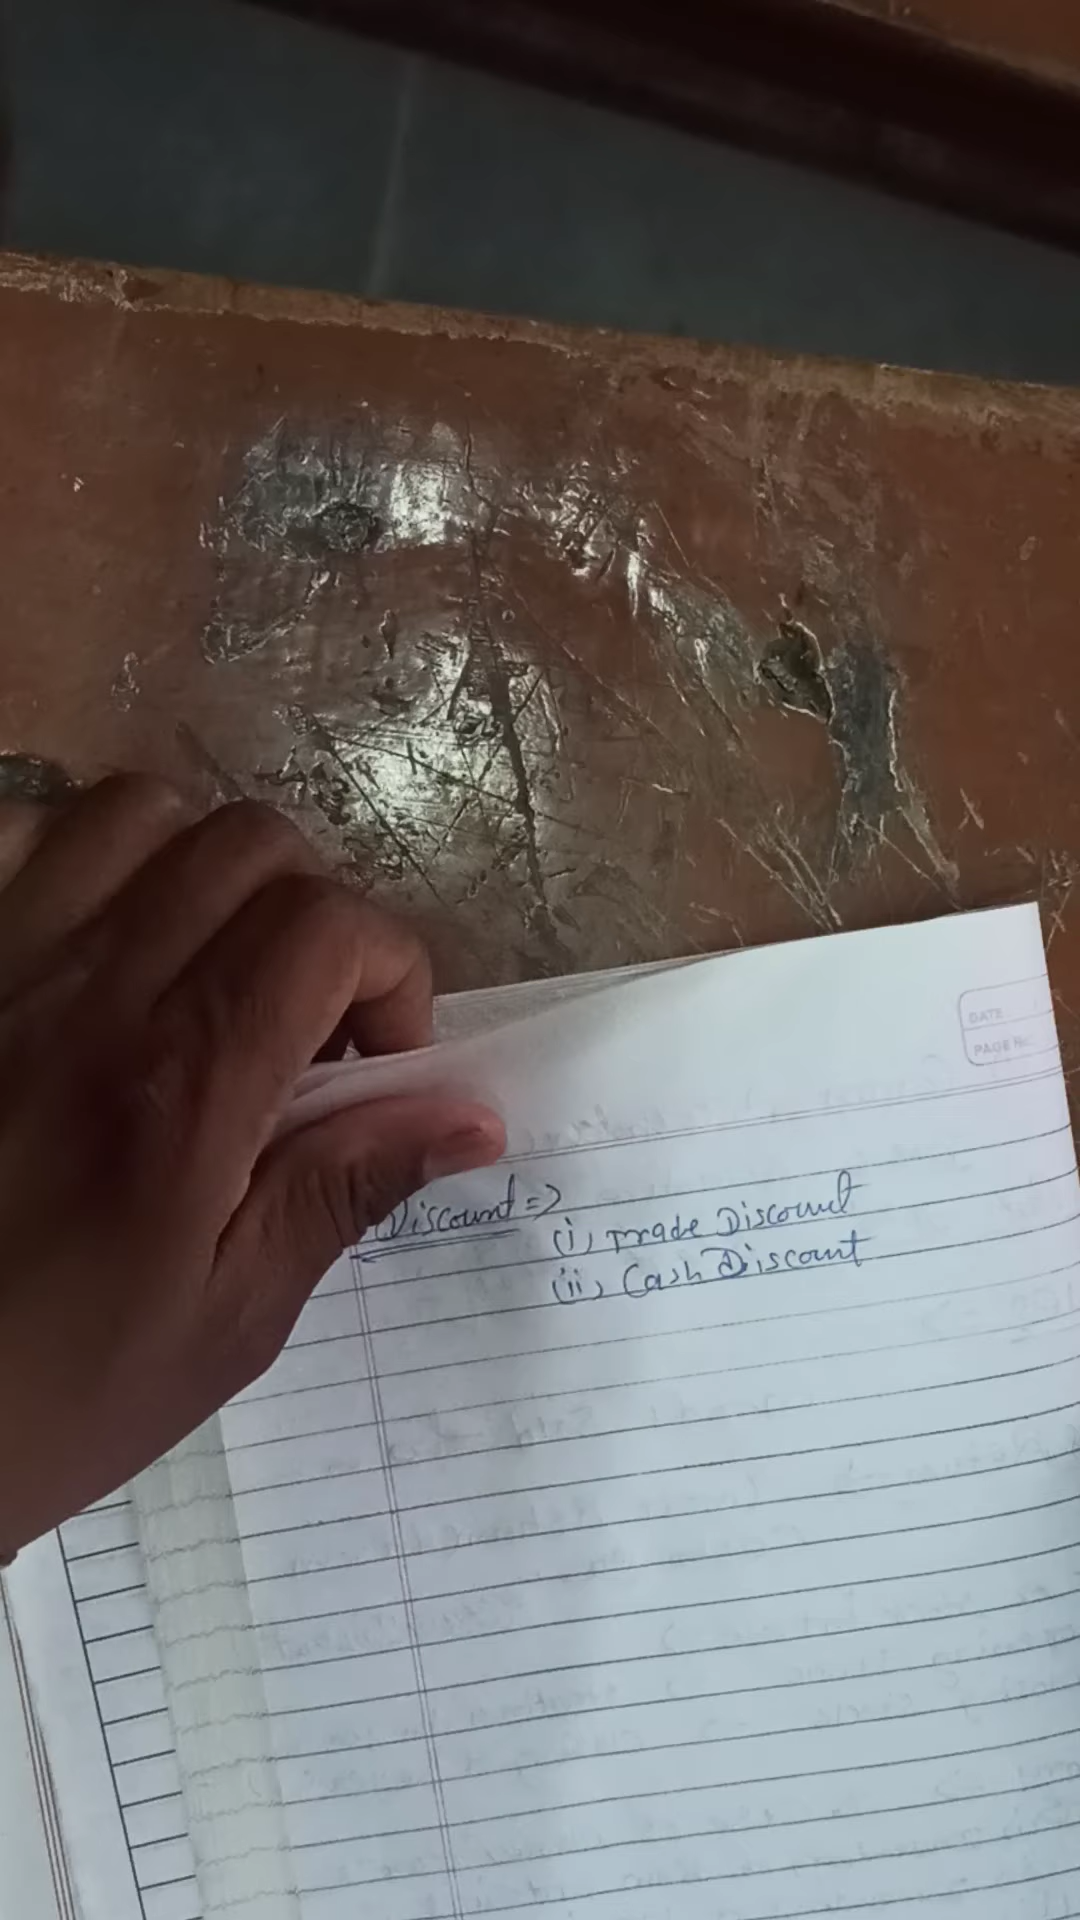 DATE
PAGE No.
Discount =>
(i) Trade Discount
(ii) Cash Discount